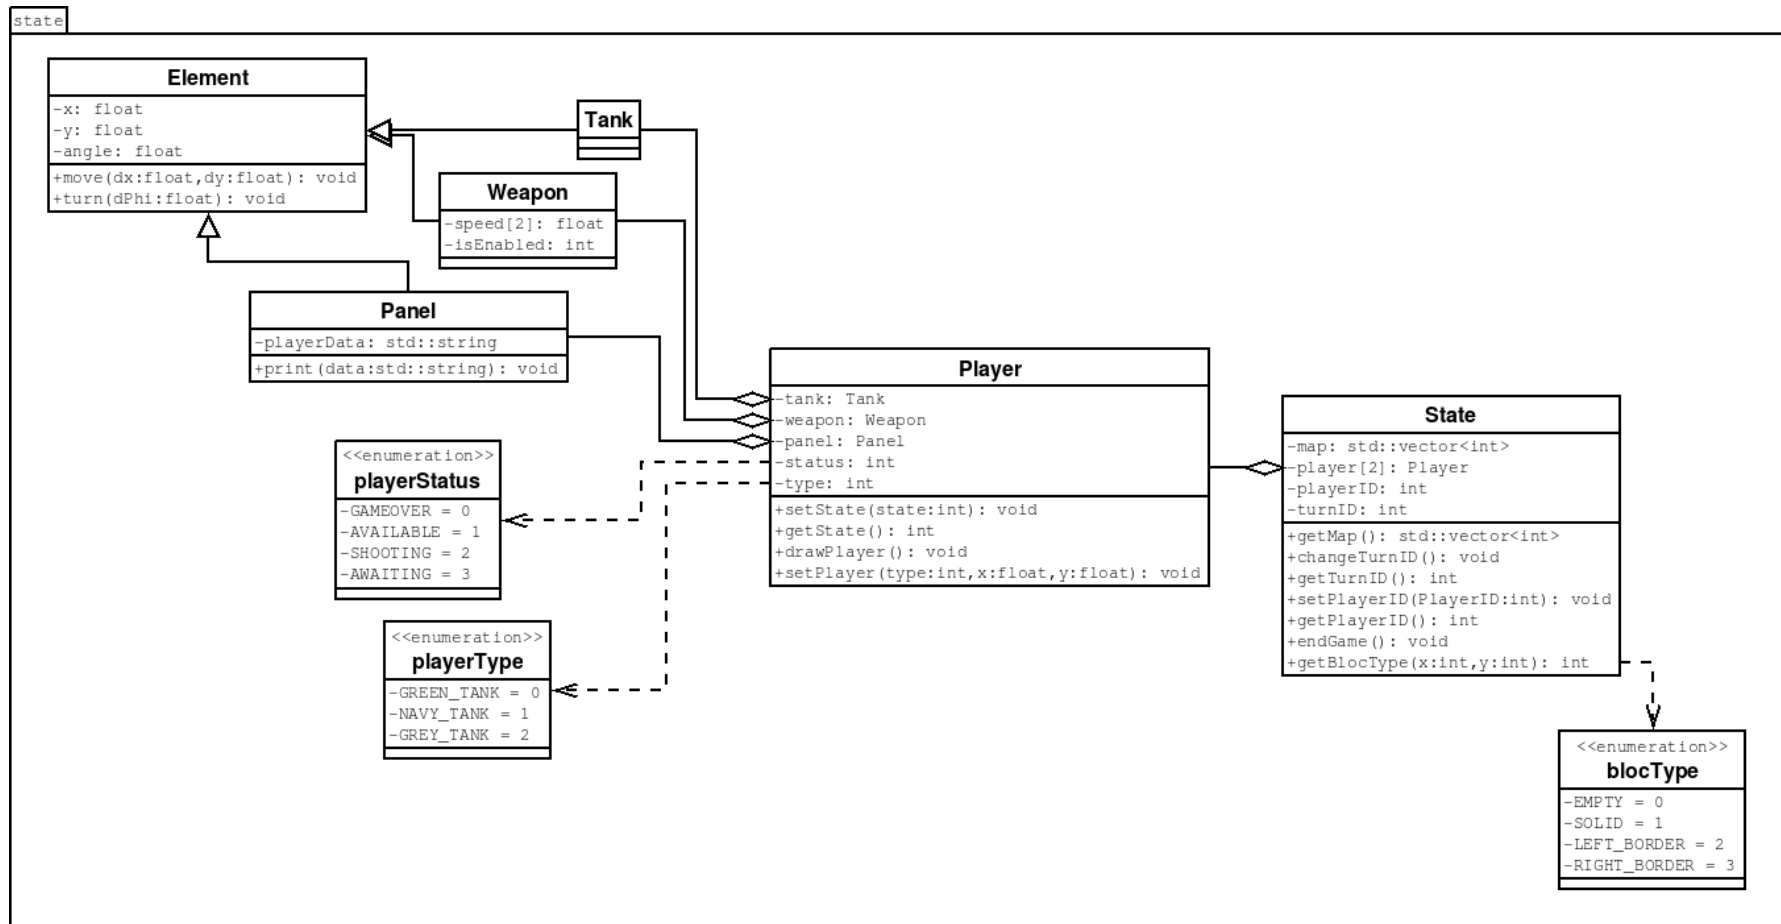 state
Element
-x: float
-y: float
-angle: float
+move(dx:float,dy:float): void
+turn(dPhi:float): void
Tank
Weapon
-speed[2]: float
-isEnabled: int
Panel
-playerData: std::string
+print(data:std::string): void
Player
-tank: Tank
-weapon: Weapon
-panel: Panel
-status: int
-type: int
+setState(state:int): void
+getState(): int
+drawPlayer(): void
+setPlayer(type:int,x:float,y:float): void
State
-map: std::vector<int>
-player[2]: Player
-playerID: int
-turnID: int
+getMap(): std::vector<int>
+changeTurnID(): void
+getTurnID(): int
+setPlayerID(PlayerID:int): void
+getPlayerID(): int
+endGame(): void
+getBlocType(x:int,y:int): int
<<enumeration>>
playerStatus
-GAMEOVER = 0
-AVAILABLE = 1
-SHOOTING = 2
-AWAITING = 3
<<enumeration>>
playerType
-GREEN_TANK = 0
-NAVY_TANK = 1
-GREY_TANK = 2
<<enumeration>>
blocType
-EMPTY = 0
-SOLID = 1
-LEFT_BORDER = 2
-RIGHT_BORDER = 3